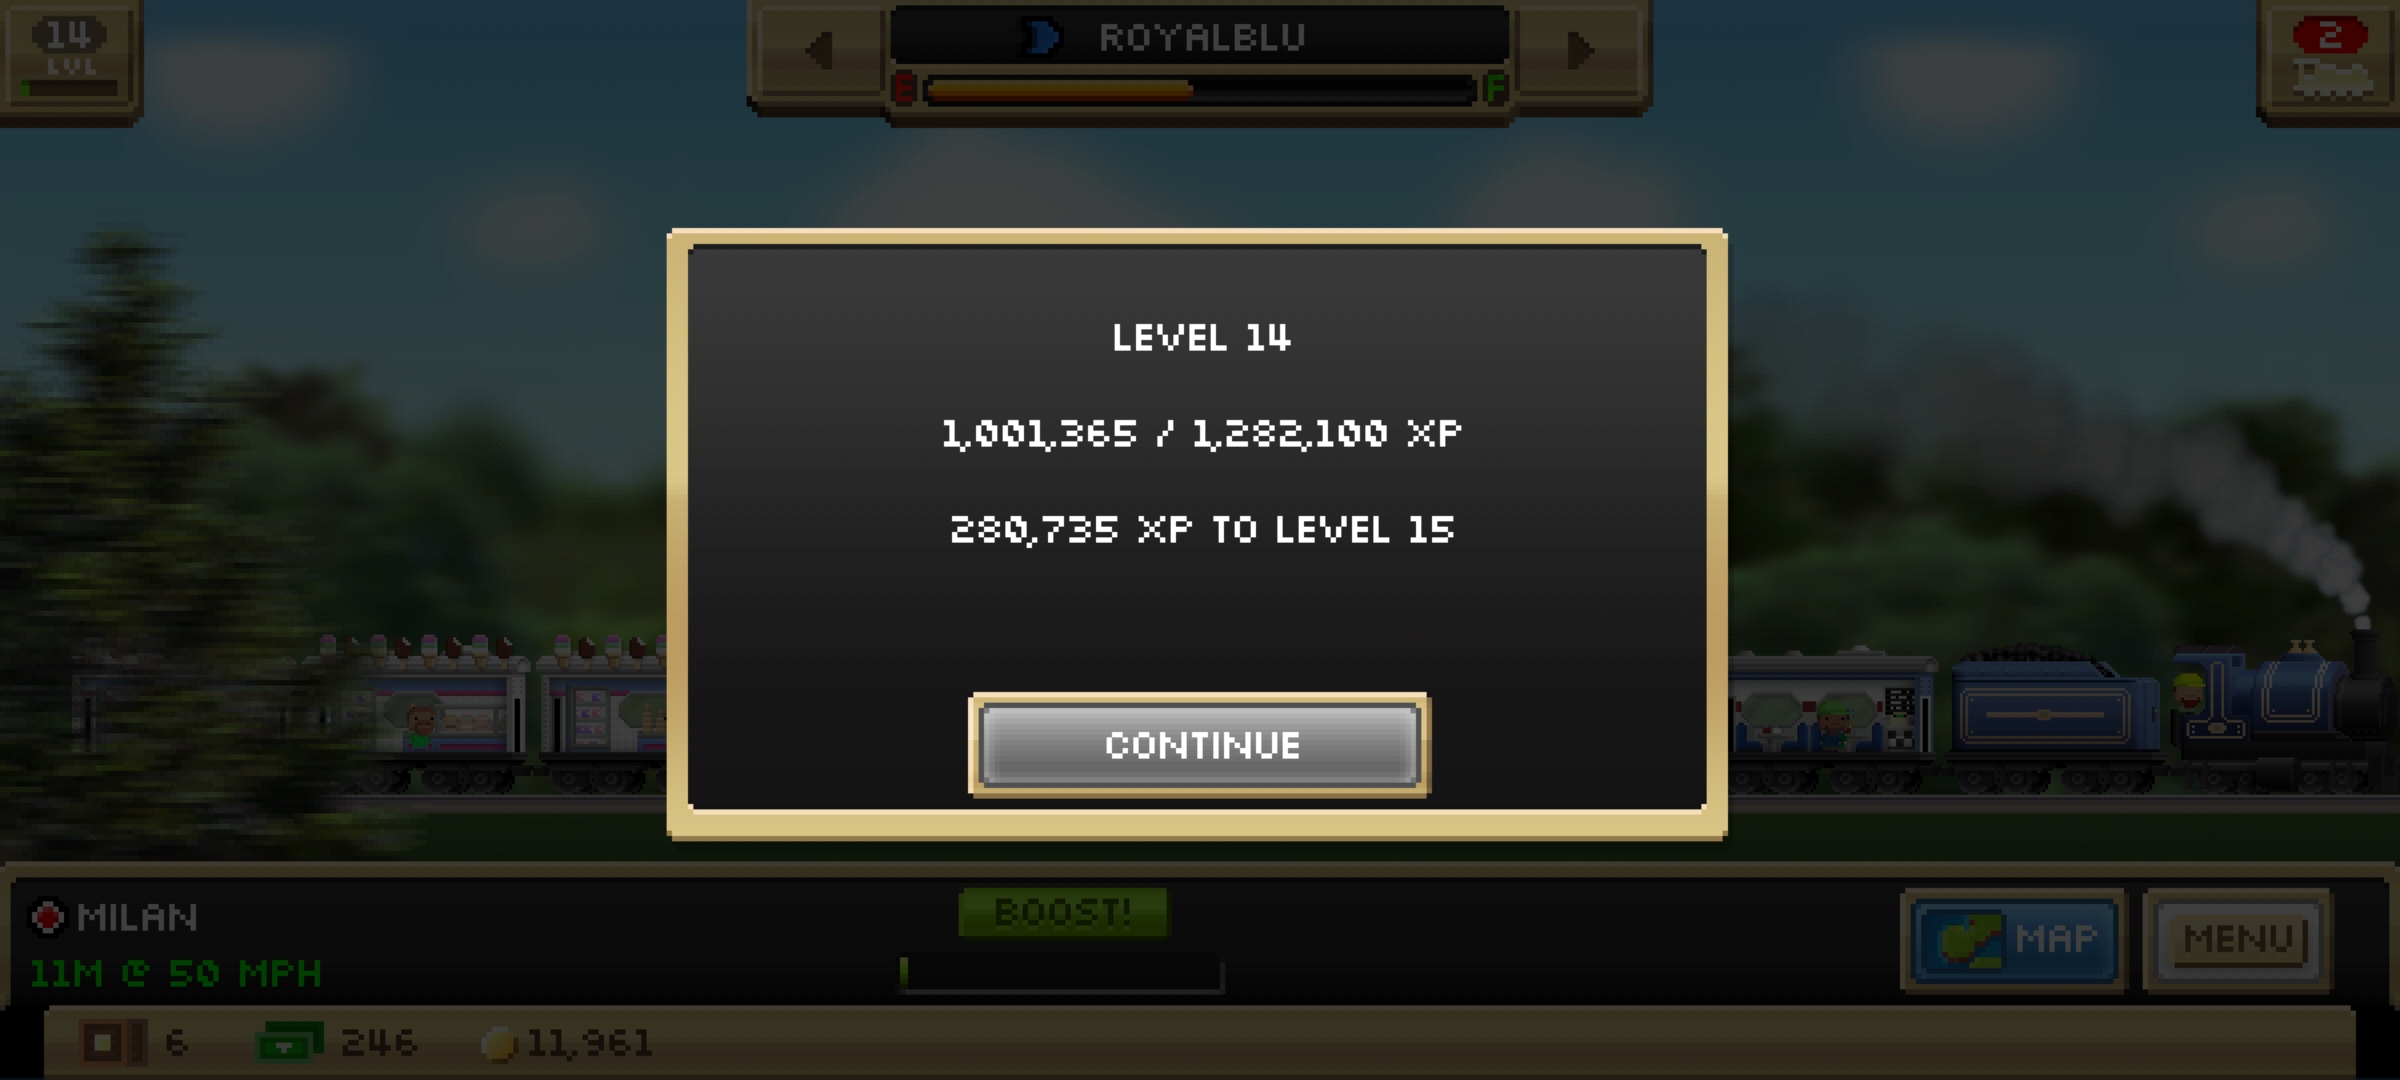 14
LVL
ROYALBLU
E F
2
LEVEL 14
1,001,365 / 1,282,100 XP
280,735 XP TO LEVEL 15
CONTINUE
MILAN
11M @ 50 MPH
BOOST!
MAP
MENU
6 246 11,961